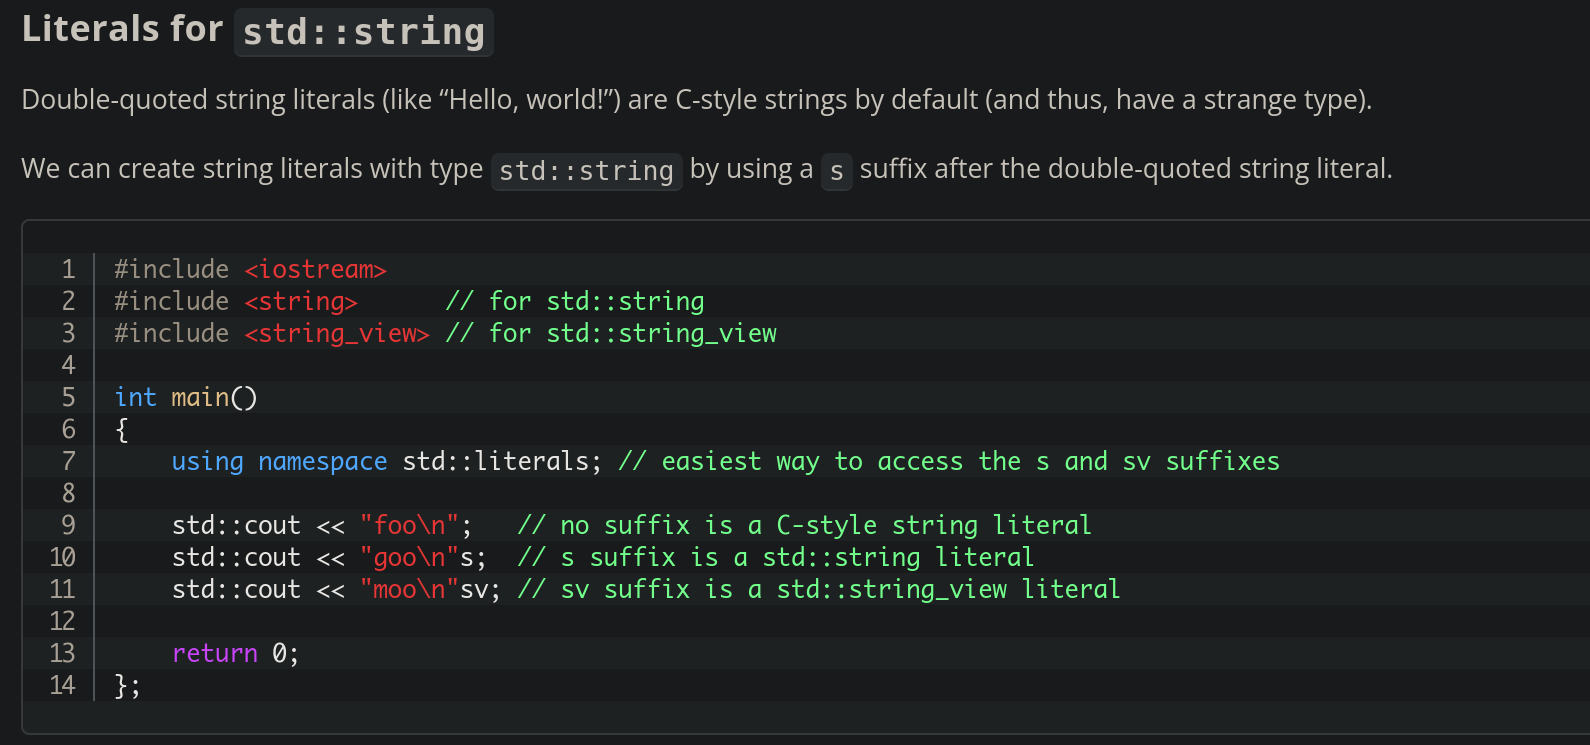 Literals for std::string
Double-quoted string literals (like “Hello, world!”) are C-style strings by default (and thus, have a strange type).
We can create string literals with type std::string by using a s suffix after the double-quoted string literal.
1 #include <iostream>
2 #include <string>      // for std::string
3 #include <string_view> // for std::string_view
4
5 int main()
6 {
7     using namespace std::literals; // easiest way to access the s and sv suffixes
8
9     std::cout << "foo\n";   // no suffix is a C-style string literal
10     std::cout << "goo\n"s;  // s suffix is a std::string literal
11     std::cout << "moo\n"sv; // sv suffix is a std::string_view literal
12
13     return 0;
14 };